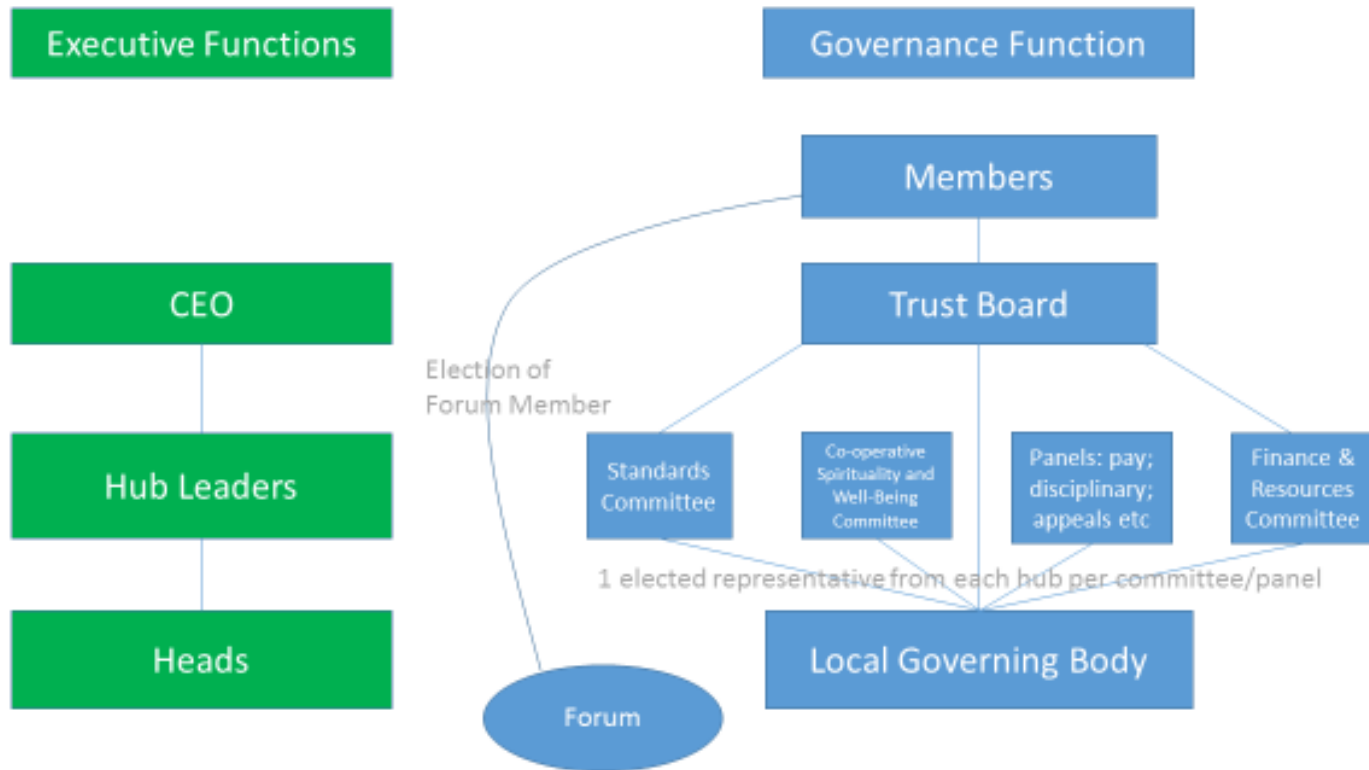 Executive Functions
Governance Function
Members
CEO
Trust Board
Election of
Forum Member
Hub Leaders
Standards
Committee
Co-operative
Spirituality and
Well-Being
Committee
Panels: pay;
disciplinary;
appeals etc
Finance &
Resources
Committee
1 elected representative from each hub per committee/panel
Heads
Local Governing Body
Forum